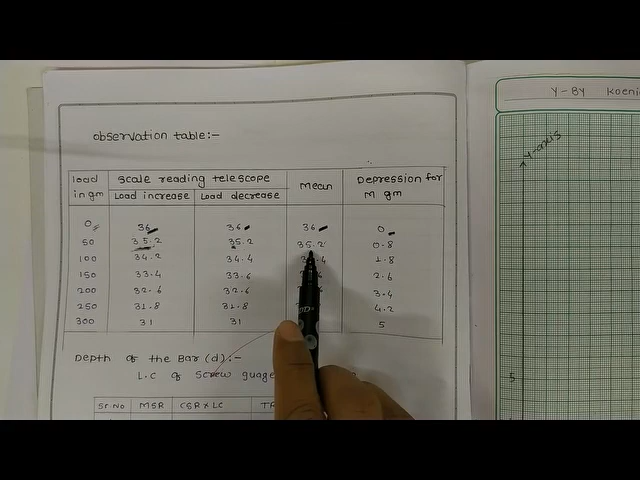 Y-BY Koeni
Y-axis
observation table:-
load in gm | scale reading telescope | Mean | Depression for M gm
Load increase | Load decrease
0 | 36 | 36 | 36 | 0
50 | 35.2 | 35.2 | 35.2 | 0.8
100 | 34.2 | 34.4 | 1.8
150 | 33.4 | 33.6 | 2.6
200 | 32.6 | 32.6 | 3.4
250 | 31.8 | 31.8 | 4.2
300 | 31 | 31 | 5
Depth of the Bar (d):-
L.C of Screw guage
Sr No | MSR | CSR x LC | TR
5